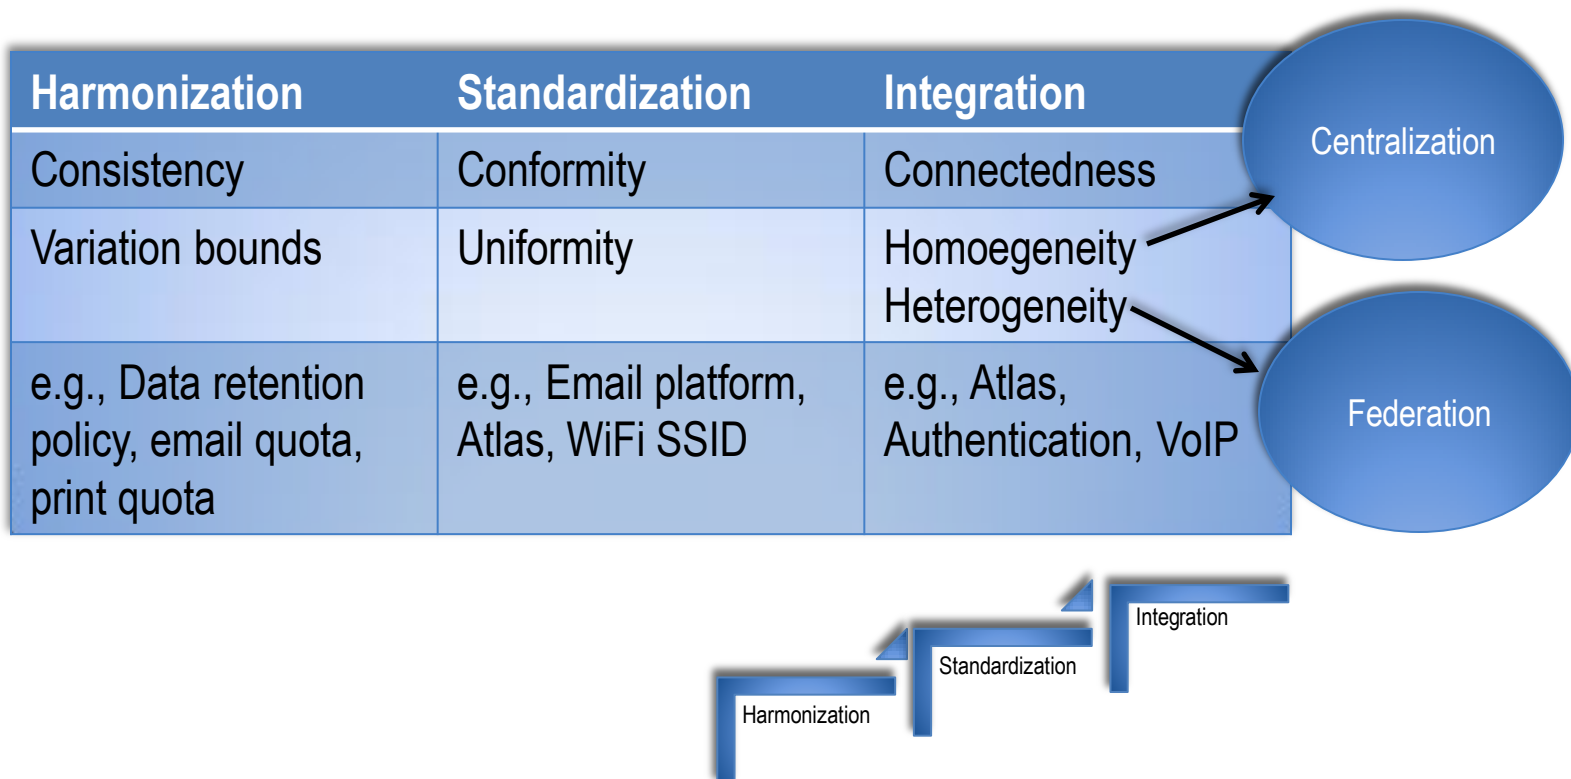 Harmonization
Standardization
Integration
Centralization
Consistency
Conformity
Connectedness
Variation bounds
Uniformity
Homoegeneity
Heterogeneity
Federation
e.g., Data retention
policy, email quota,
print quota
e.g., Email platform,
Atlas, WiFi SSID
e.g., Atlas,
Authentication, VoIP
Integration
Standardization
Harmonization